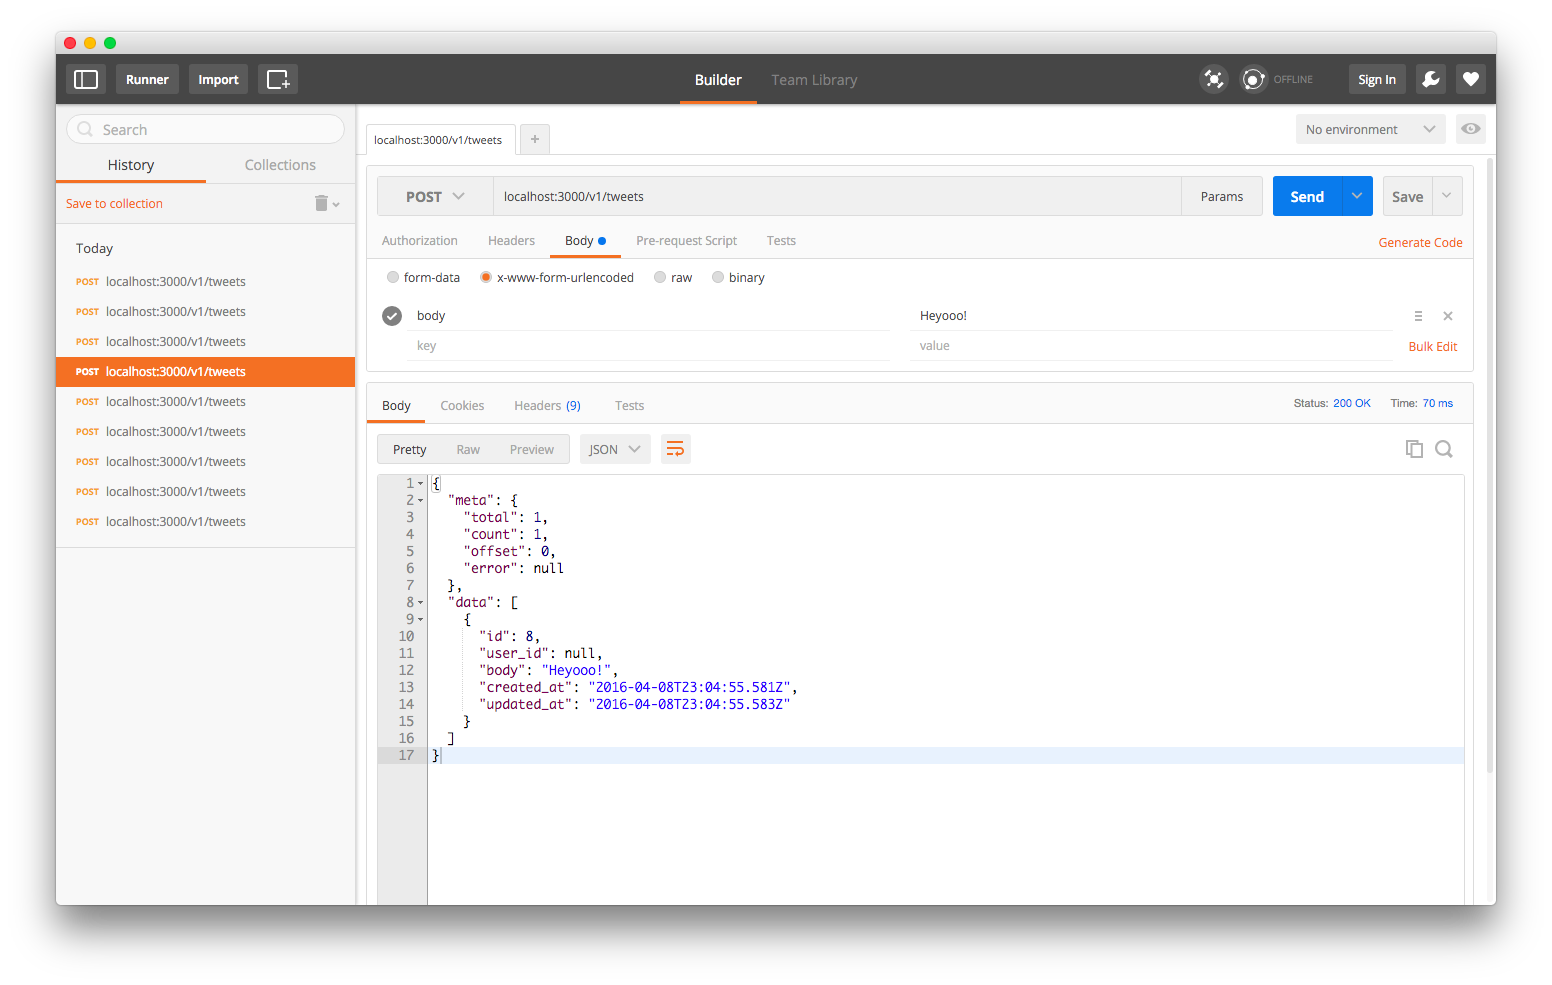 Runner Import Builder Team Library OFFLINE Sign In
Search
History Collections
Save to collection
Today
POST localhost:3000/v1/tweets
POST localhost:3000/v1/tweets
POST localhost:3000/v1/tweets
POST localhost:3000/v1/tweets
POST localhost:3000/v1/tweets
POST localhost:3000/v1/tweets
POST localhost:3000/v1/tweets
POST localhost:3000/v1/tweets
POST localhost:3000/v1/tweets
localhost:3000/v1/tweets + No environment
POST localhost:3000/v1/tweets Params Send Save
Authorization Headers Body Pre-request Script Tests Generate Code
form-data x-www-form-urlencoded raw binary
body Heyooo!
key value Bulk Edit
Body Cookies Headers (9) Tests Status: 200 OK Time: 70 ms
Pretty Raw Preview JSON
1 {
2 "meta": {
3 "total": 1,
4 "count": 1,
5 "offset": 0,
6 "error": null
7 },
8 "data": [
9 {
10 "id": 8,
11 "user_id": null,
12 "body": "Heyooo!",
13 "created_at": "2016-04-08T23:04:55.581Z",
14 "updated_at": "2016-04-08T23:04:55.583Z"
15 }
16 ]
17 }